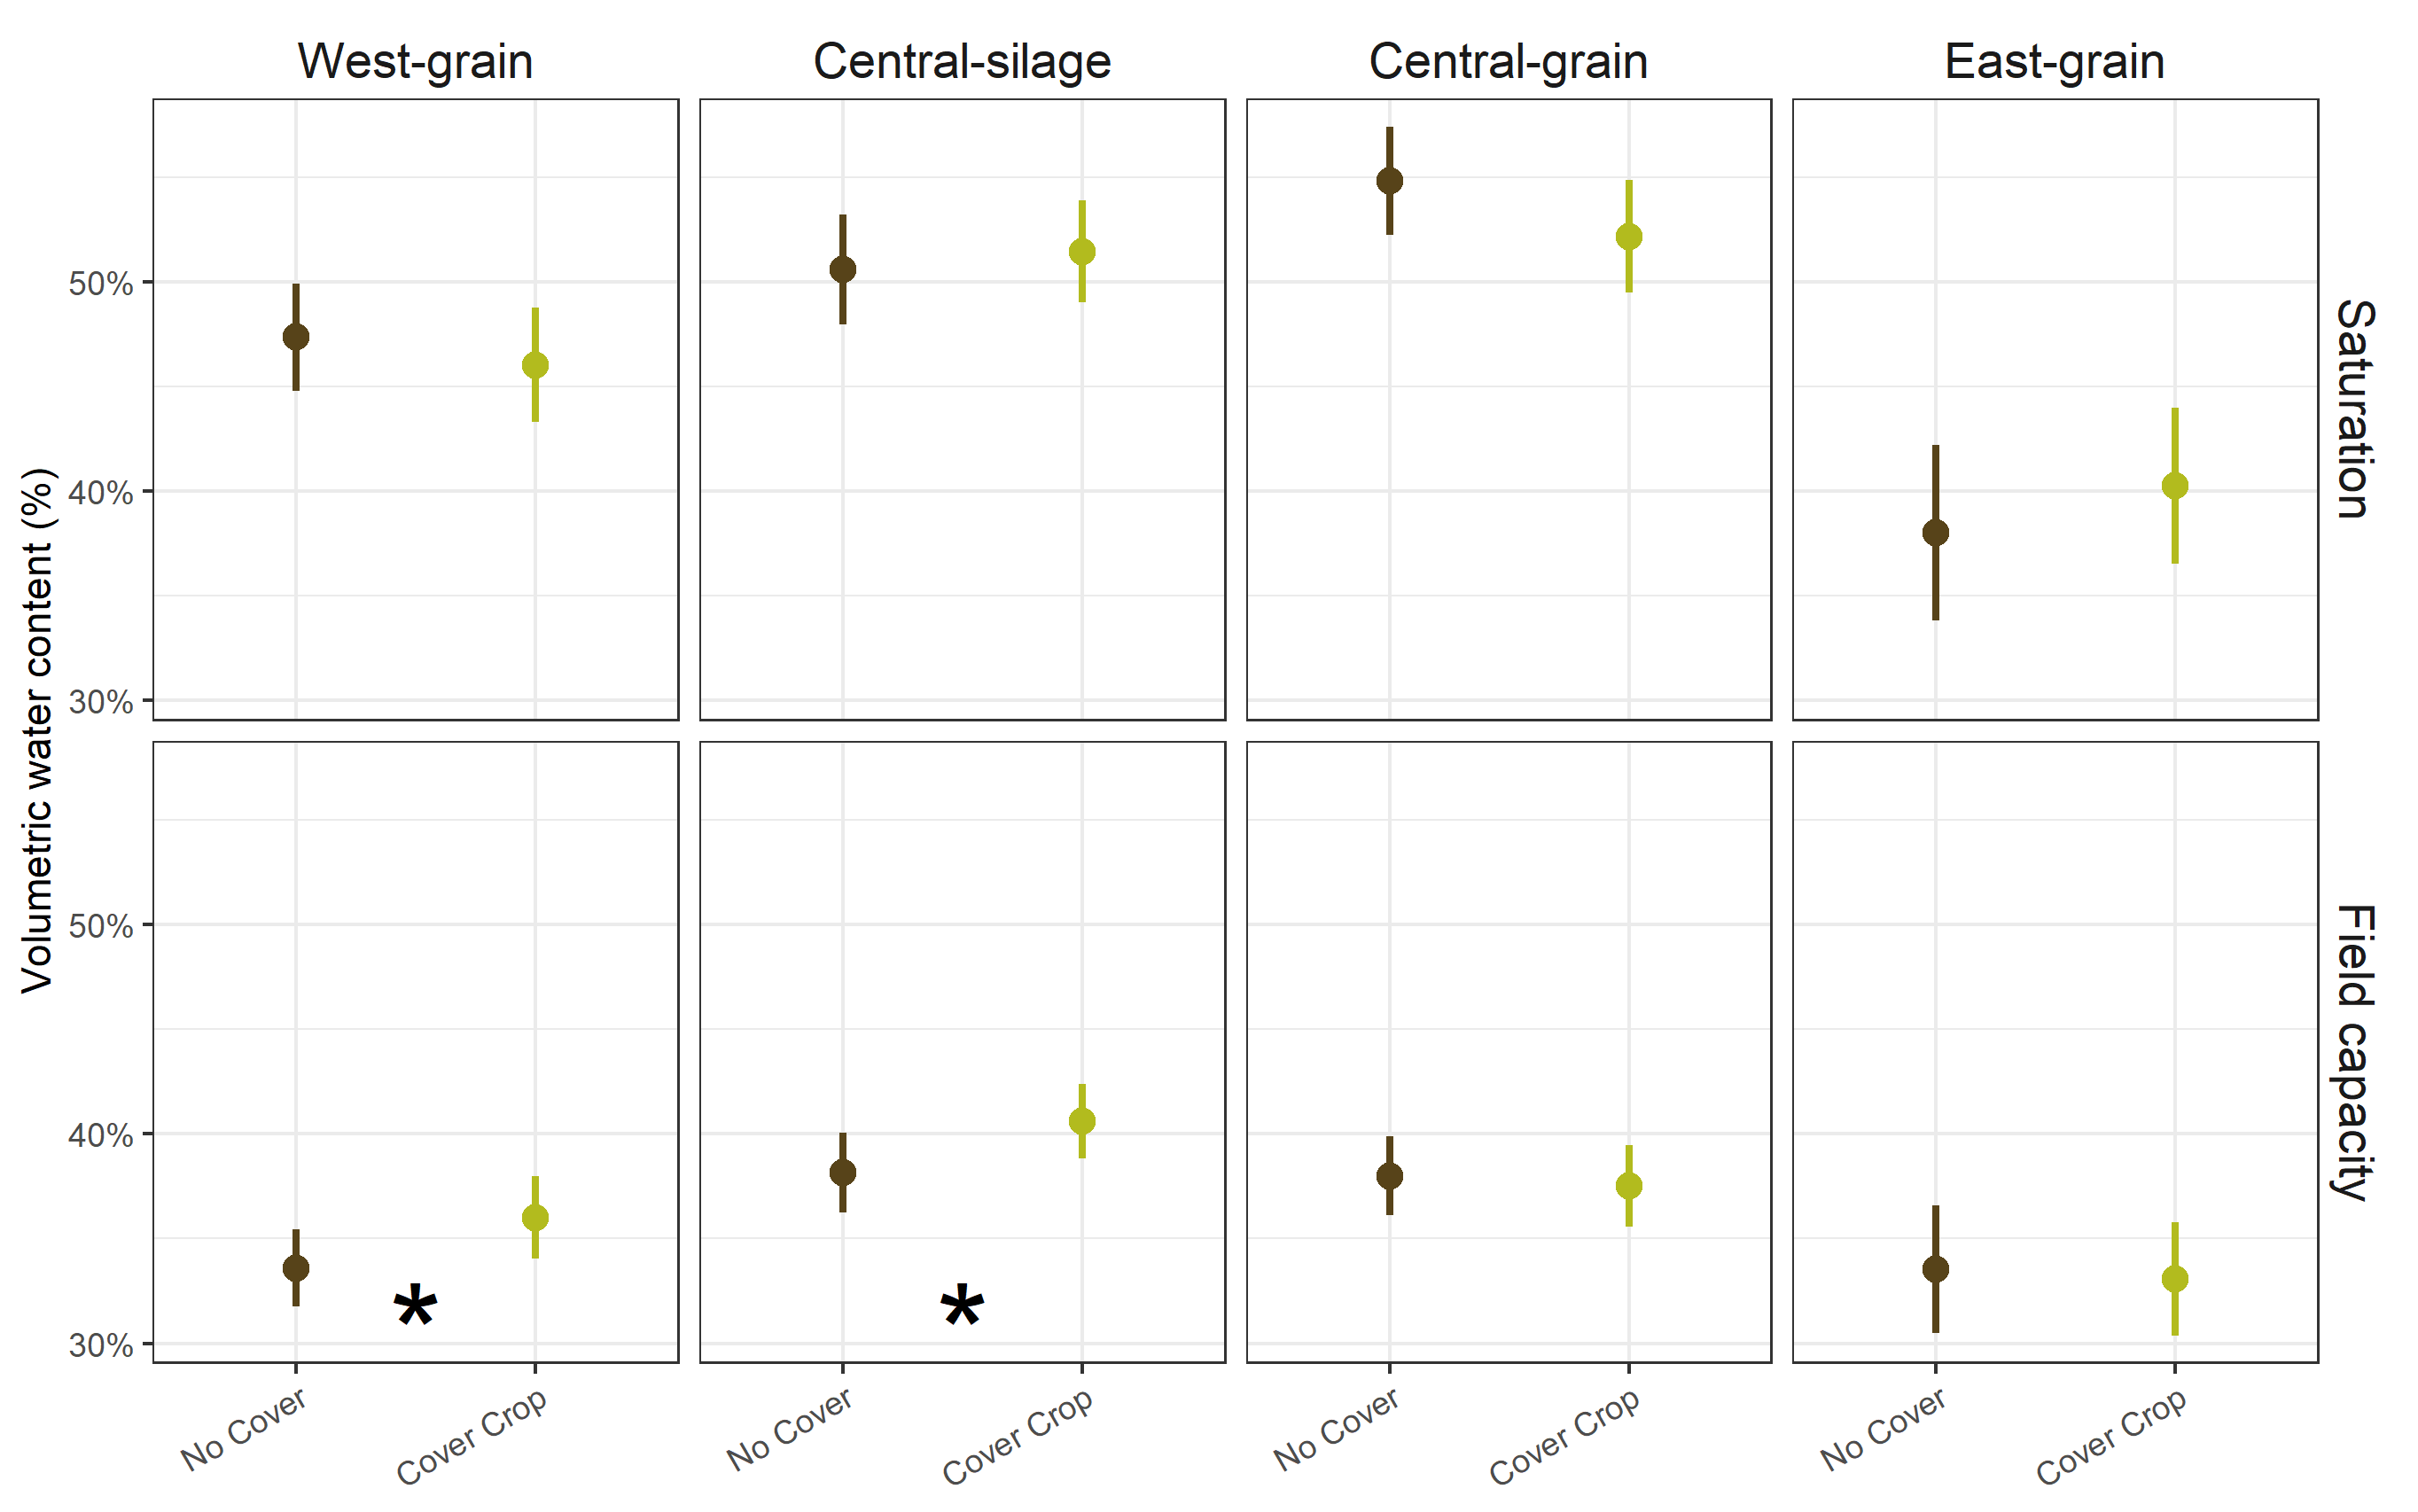 West-grain Central-silage Central-grain East-grain
Volumetric water content (%)
50%
40%
30%
Saturation
50%
40%
30%
Field capacity
* *
No Cover Cover Crop No Cover Cover Crop No Cover Cover Crop No Cover Cover Crop